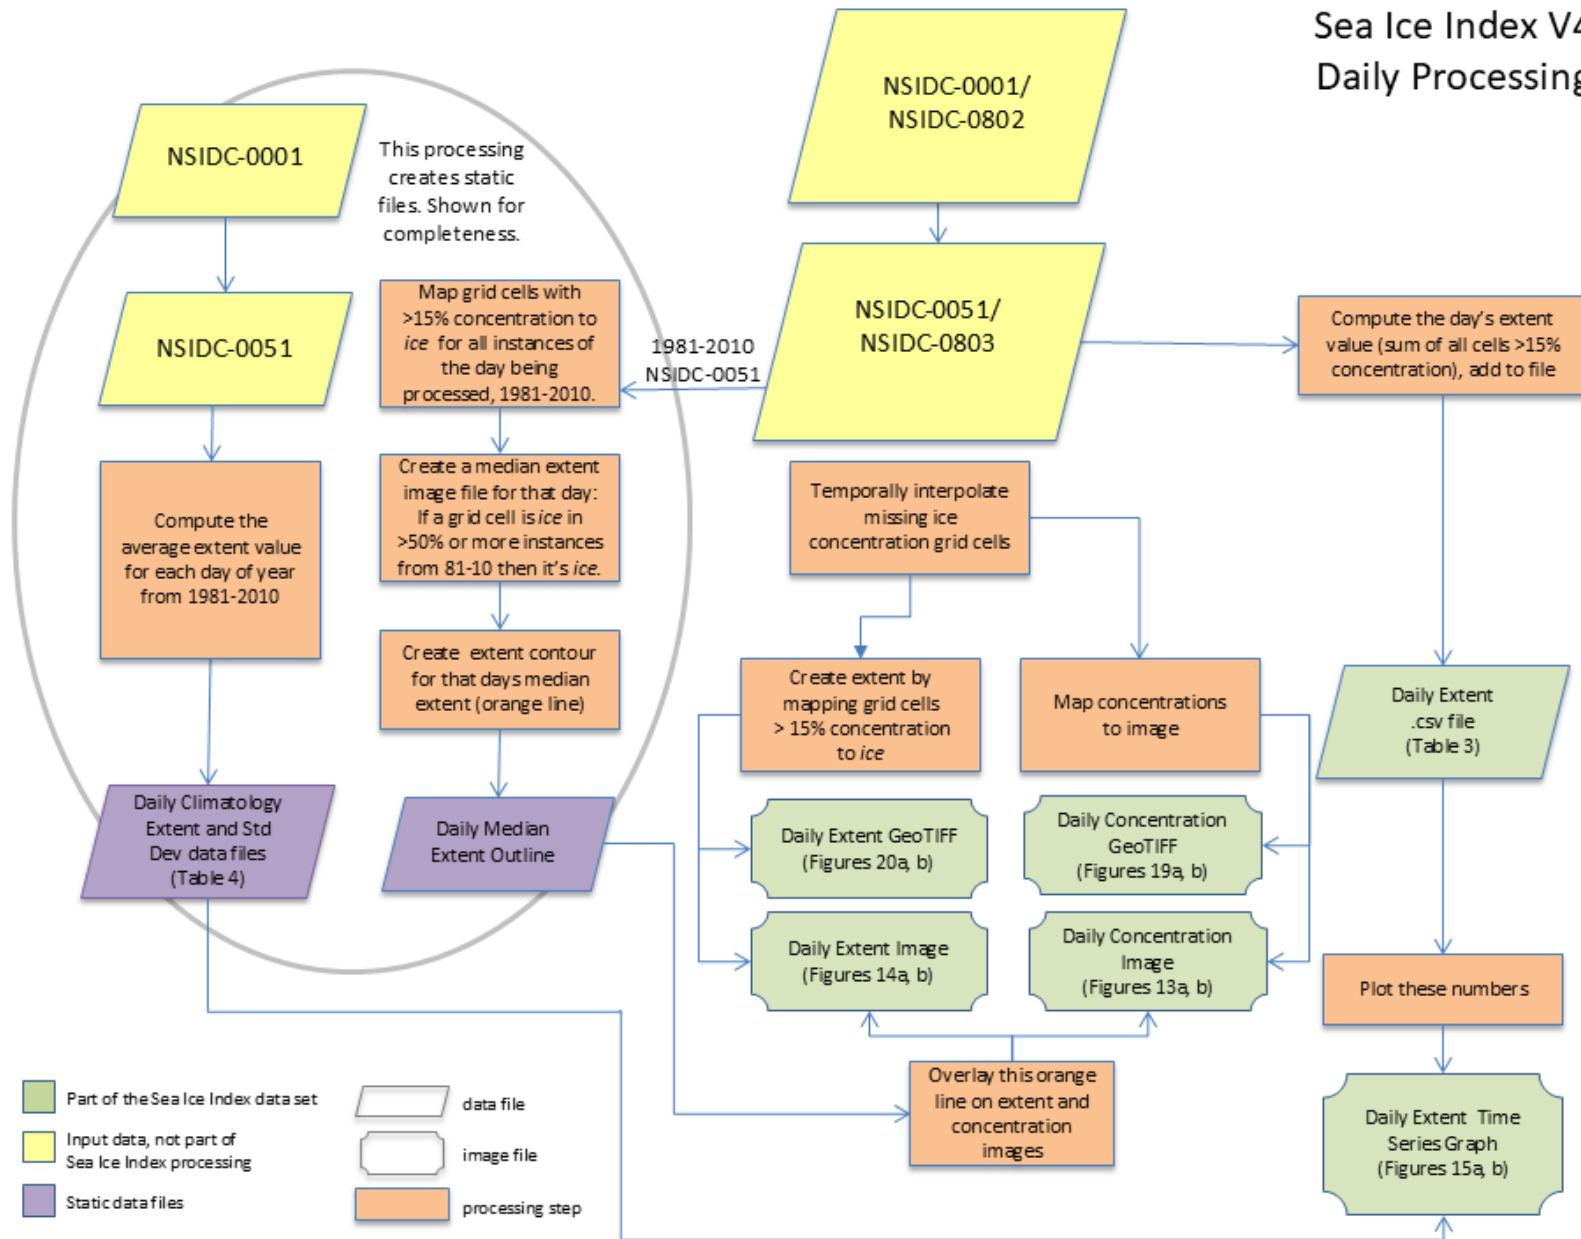 Sea Ice Index V4
Daily Processing
NSIDC-0001
This processing
creates static
files. Shown for
completeness.
NSIDC-0051
Compute the
average extent value
for each day of year
from 1981-2010
Daily Climatology
Extent and Std
Dev data files
(Table 4)
Map grid cells with
>15% concentration to
ice for all instances of
the day being
processed, 1981-2010.
Create a median extent
image file for that day:
If a grid cell is ice in
>50% or more instances
from 81-10 then it's ice.
Create extent contour
for that days median
extent (orange line)
Daily Median
Extent Outline
NSIDC-0001/
NSIDC-0802
NSIDC-0051/
NSIDC-0803
1981-2010
NSIDC-0051
Temporally interpolate
missing ice
concentration grid cells
Create extent by
mapping grid cells
> 15% concentration
to ice
Map concentrations
to image
Daily Extent GeoTIFF
(Figures 20a, b)
Daily Concentration
GeoTIFF
(Figures 19a, b)
Daily Extent Image
(Figures 14a, b)
Daily Concentration
Image
(Figures 13a, b)
Overlay this orange
line on extent and
concentration
images
Compute the day's extent
value (sum of all cells >15%
concentration), add to file
Daily Extent
.csv file
(Table 3)
Plot these numbers
Daily Extent Time
Series Graph
(Figures 15a, b)
Part of the Sea Ice Index data set
Input data, not part of
Sea Ice Index processing
Static data files
data file
image file
processing step